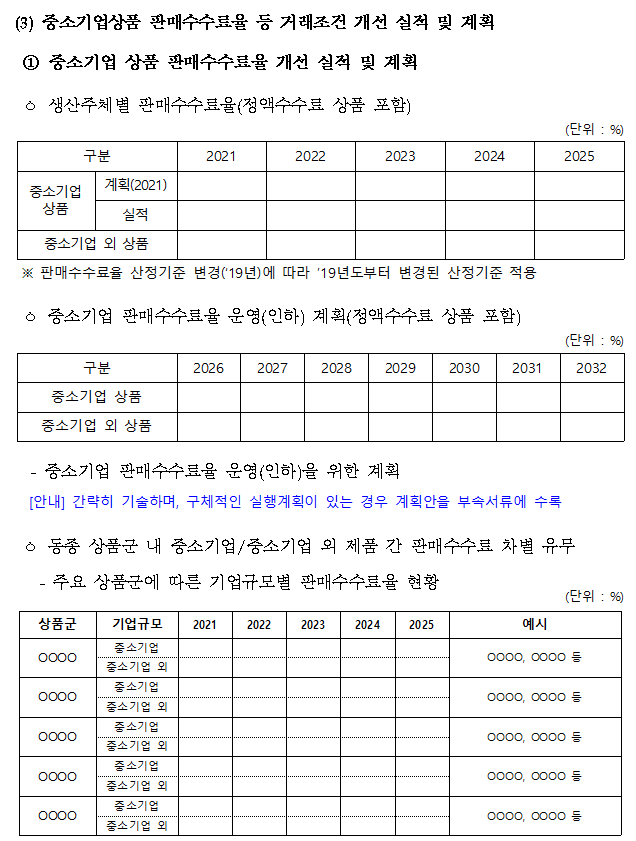 (3) 중소기업상품 판매수수료율 등 거래조건 개선 실적 및 계획
① 중소기업 상품 판매수수료율 개선 실적 및 계획
ㅇ 생산주체별 판매수수료율(정액수수료 상품 포함)
(단위 : %)
구분 2021 2022 2023 2024 2025
중소기업 상품 계획(2021)
실적
중소기업 외 상품
※ 판매수수료율 산정기준 변경('19년)에 따라 '19년도부터 변경된 산정기준 적용
ㅇ 중소기업 판매수수료율 운영(인하) 계획(정액수수료 상품 포함)
(단위 : %)
구분 2026 2027 2028 2029 2030 2031 2032
중소기업 상품
중소기업 외 상품
- 중소기업 판매수수료율 운영(인하)을 위한 계획
[안내] 간략히 기술하며, 구체적인 실행계획이 있는 경우 계획안을 부속서류에 수록
ㅇ 동종 상품군 내 중소기업/중소기업 외 제품 간 판매수수료 차별 유무
- 주요 상품군에 따른 기업규모별 판매수수료율 현황
(단위 : %)
상품군 기업규모 2021 2022 2023 2024 2025 예시
OOOO 중소기업 OOOO, OOOO 등
중소기업 외
OOOO 중소기업 OOOO, OOOO 등
중소기업 외
OOOO 중소기업 OOOO, OOOO 등
중소기업 외
OOOO 중소기업 OOOO, OOOO 등
중소기업 외
OOOO 중소기업 OOOO, OOOO 등
중소기업 외